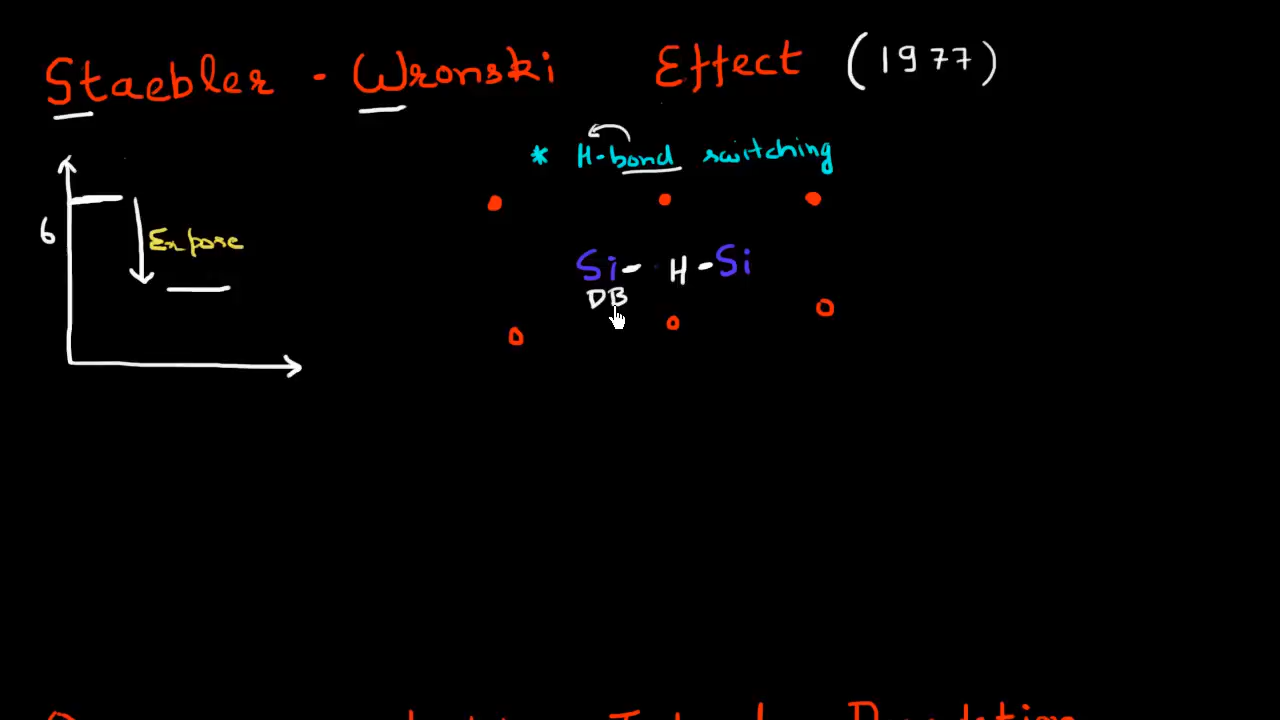 Staebler - Wronski Effect (1977)
* H-bond switching
6
Expose
Si - H - Si
DB